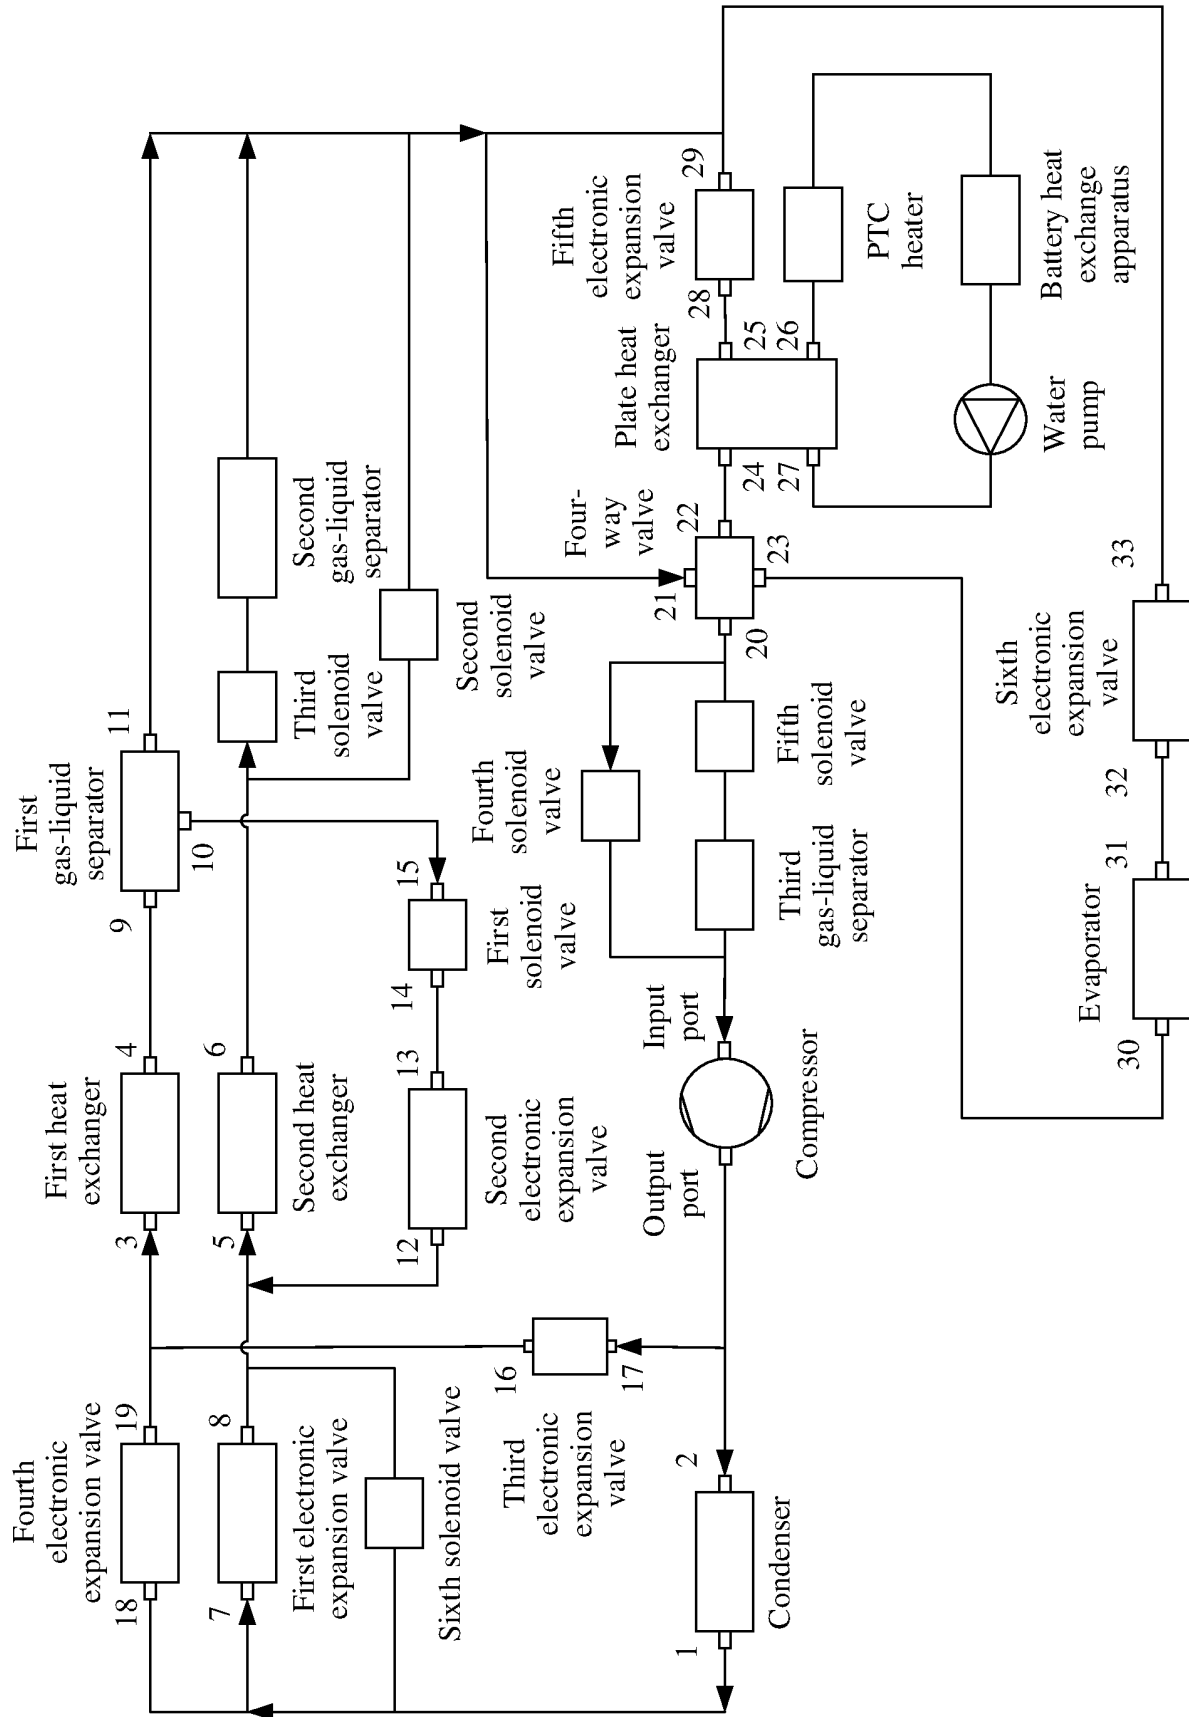 Fourth
electronic
expansion valve
18
19
3
First heat
exchanger
4
9
First
gas-liquid
separator
10
11
7
8
First electronic
expansion valve
5
Second heat
exchanger
6
Third
solenoid
valve
Second
gas-liquid
separator
Sixth solenoid valve
12
Second
electronic
expansion
valve
13
14
First
solenoid
valve
15
Second
solenoid
valve
16
17
Third
electronic
expansion
valve
Fourth
solenoid
valve
1
2
Condenser
Output
port
Compressor
Input
port
Third
gas-liquid
separator
Fifth
solenoid
valve
20
21
22
23
Four-
way
valve
24
25
26
27
Plate heat
exchanger
28
29
Fifth
electronic
expansion
valve
PTC
heater
Water
pump
Battery heat
exchange
apparatus
30
Evaporator
31
32
Sixth
electronic
expansion
valve
33